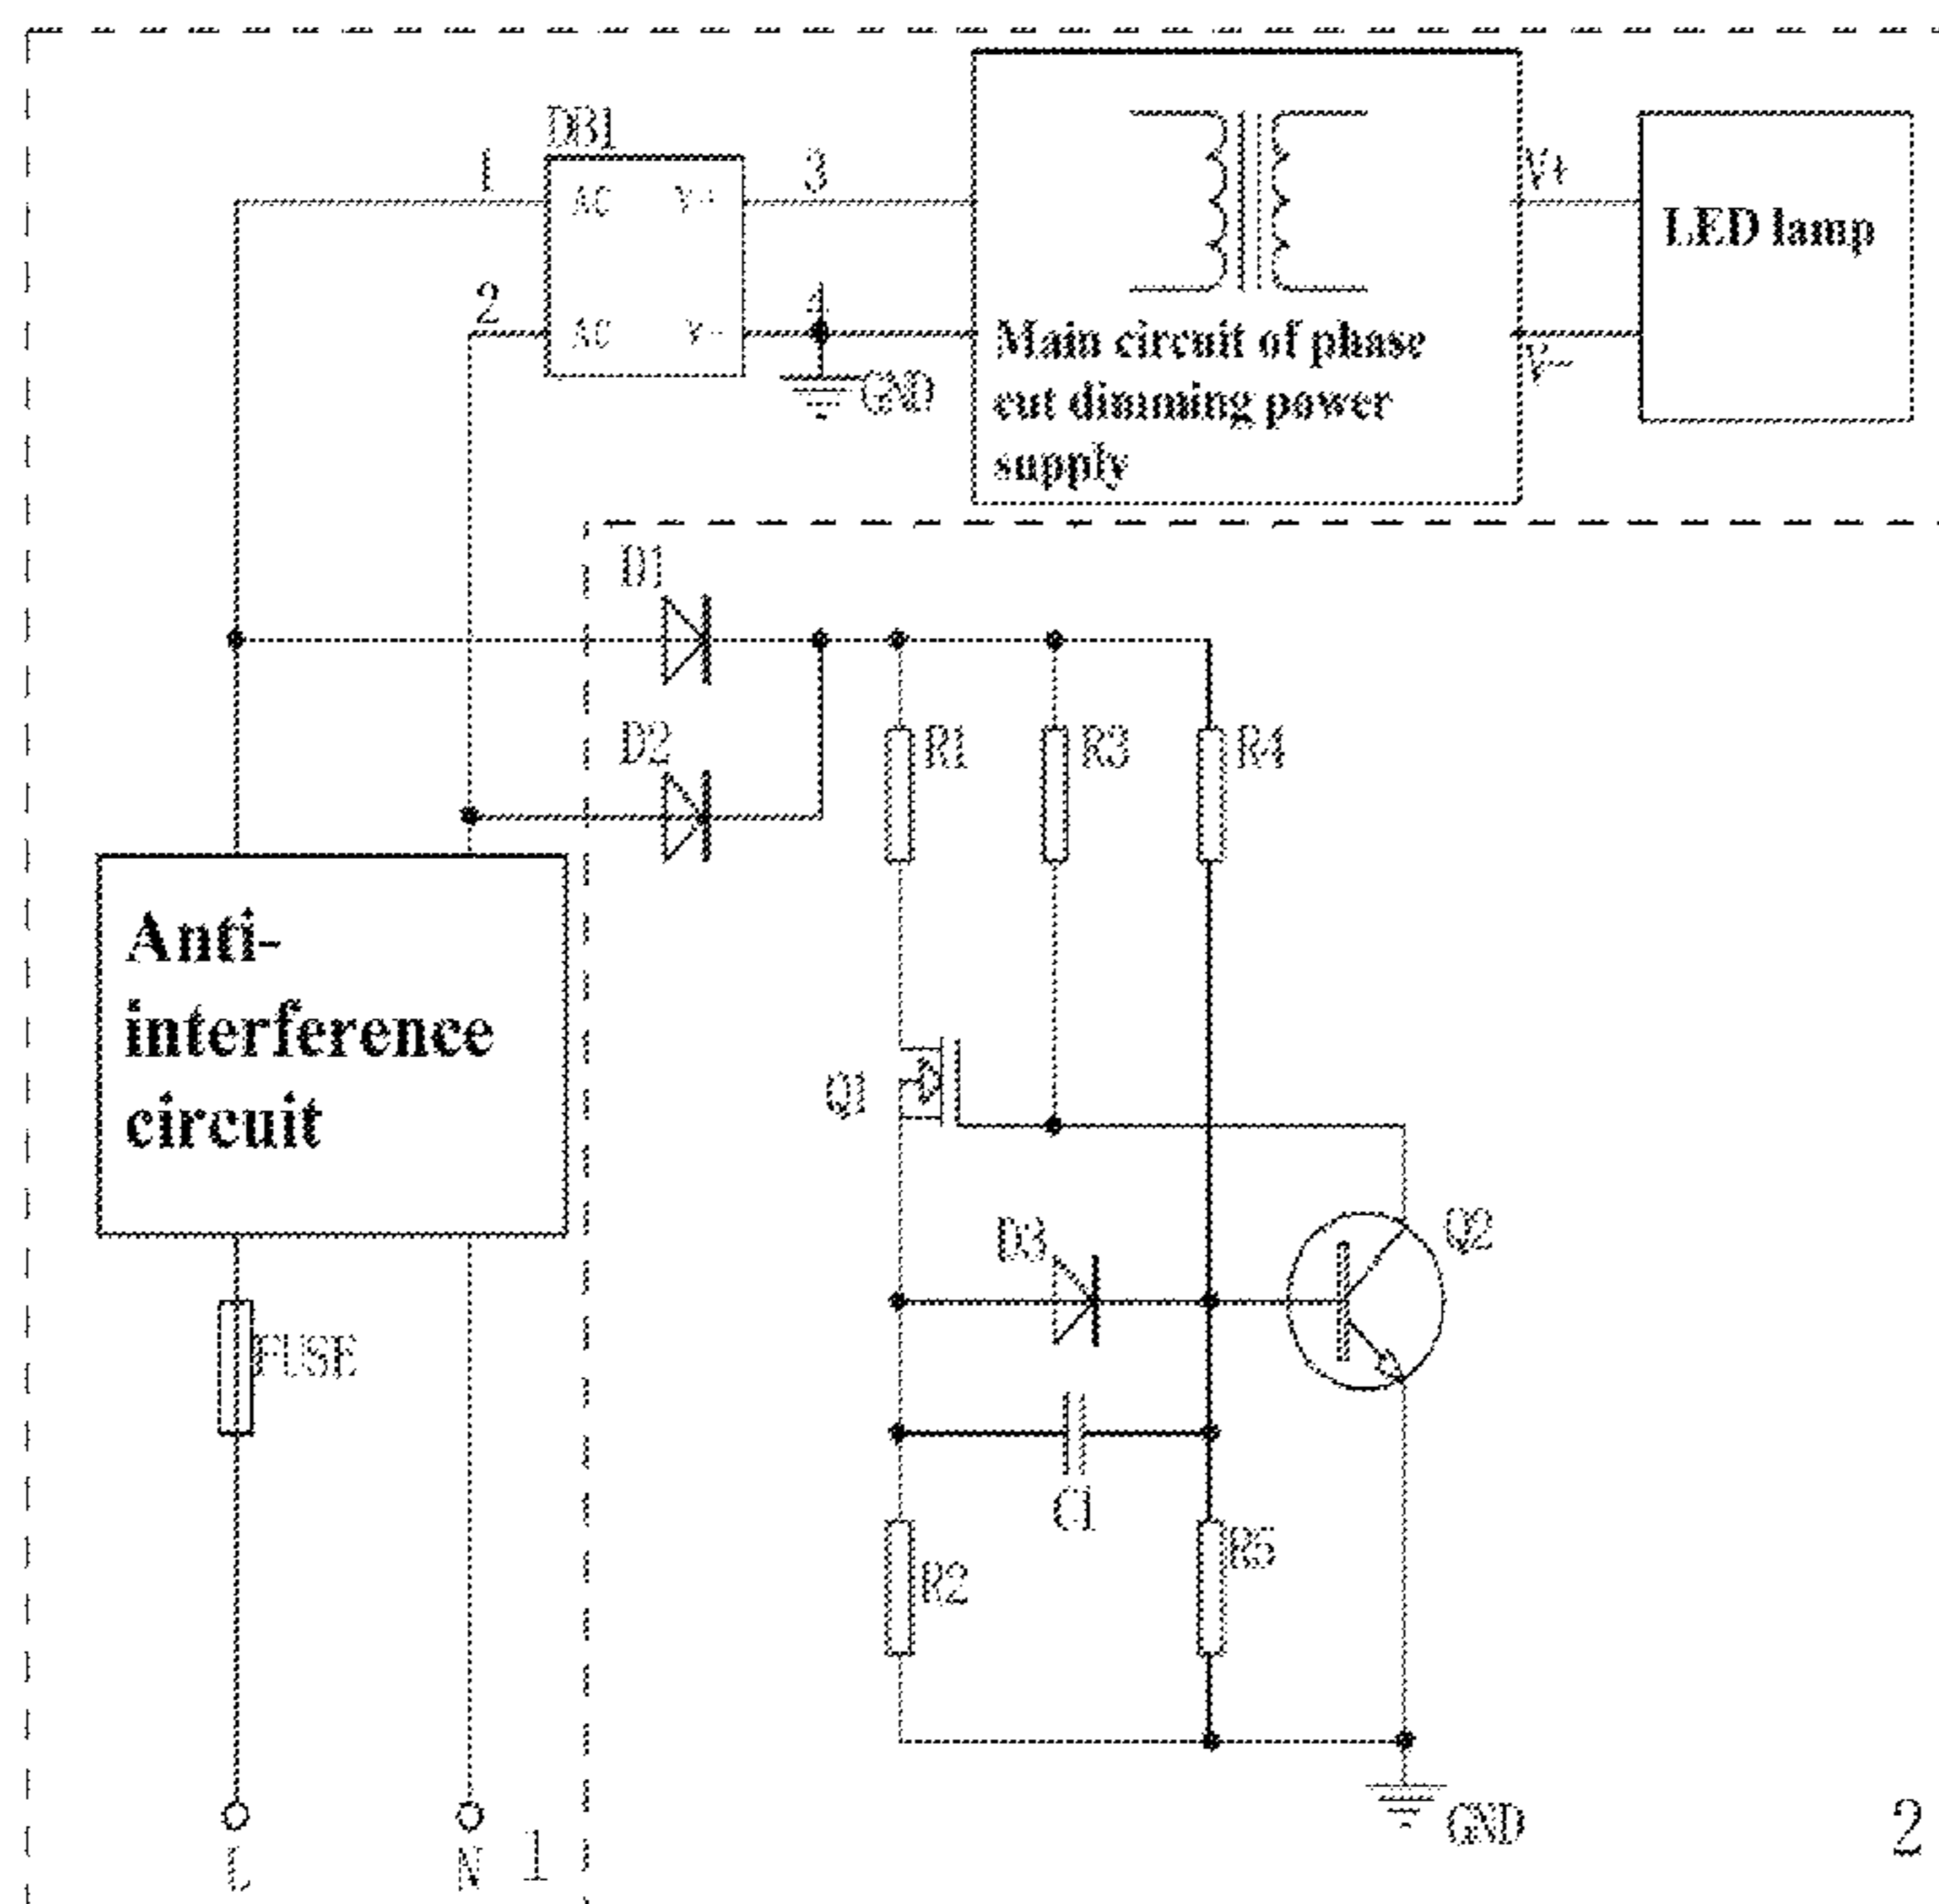 DB1
1
AC
V+
3
V+
LED lamp
2
AC
V-
4
GND
Main circuit of phase
cut dimming power
supply
V-
D1
D2
R1
R3
R4
Anti-
interference
circuit
Q1
D3
Q2
FUSE
C1
R2
R5
GND
L
N
1
2